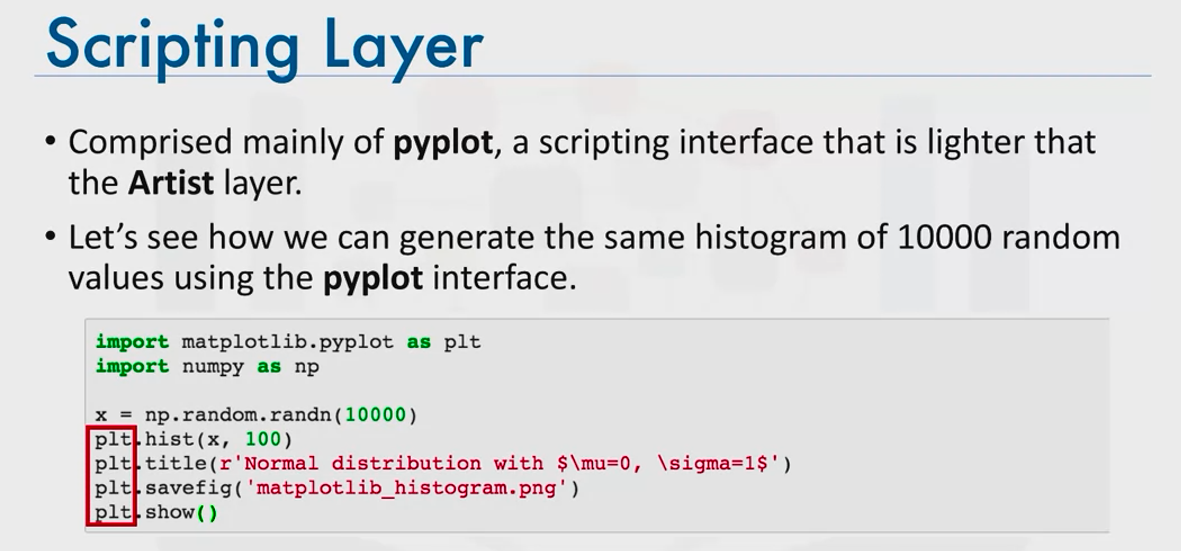 Scripting Layer
• Comprised mainly of pyplot, a scripting interface that is lighter that
the Artist layer.
• Let’s see how we can generate the same histogram of 10000 random
values using the pyplot interface.
import matplotlib.pyplot as plt
import numpy as np
x = np.random.randn(10000)
plt.hist(x, 100)
plt.title(r'Normal distribution with $\mu=0, \sigma=1$')
plt.savefig('matplotlib_histogram.png')
plt.show()